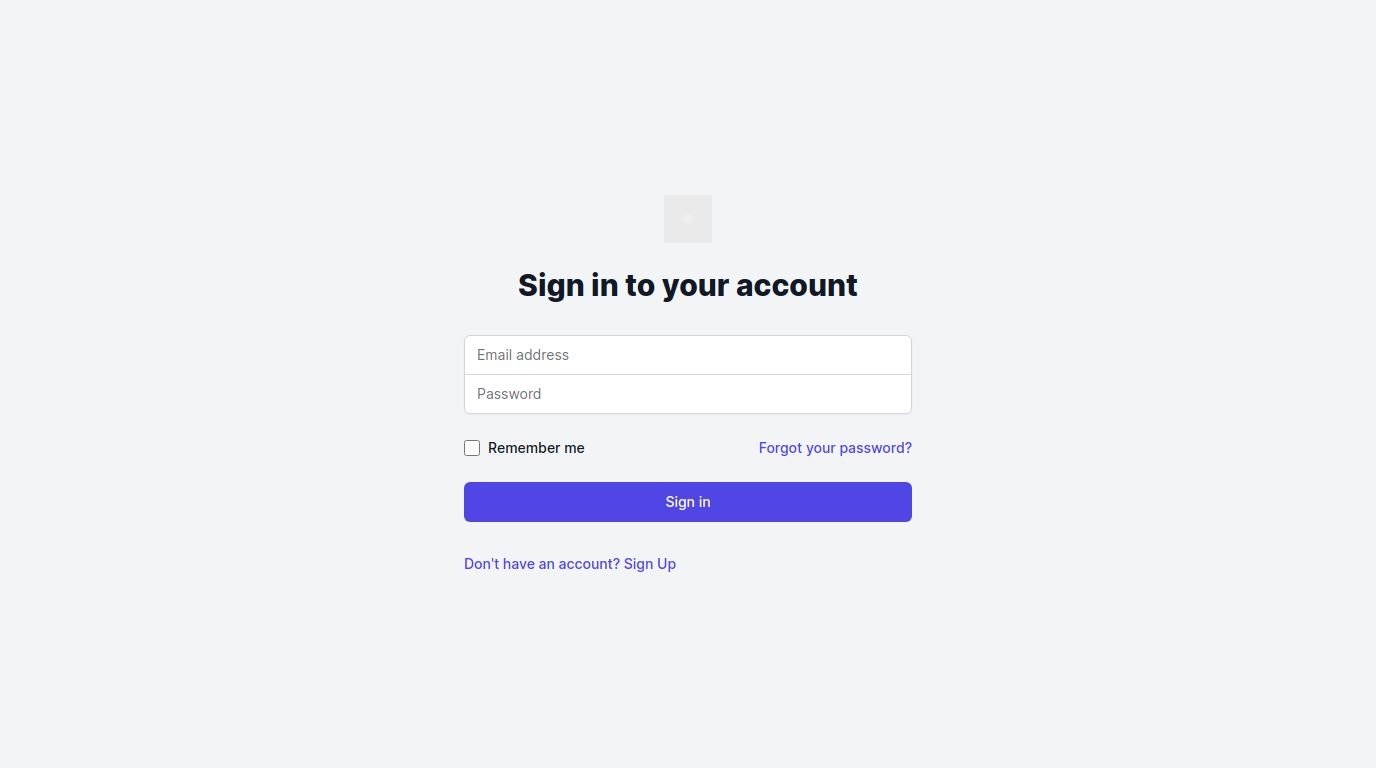 Sign in to your account
Email address
Password
Remember me
Forgot your password?
Sign in
Don't have an account? Sign Up